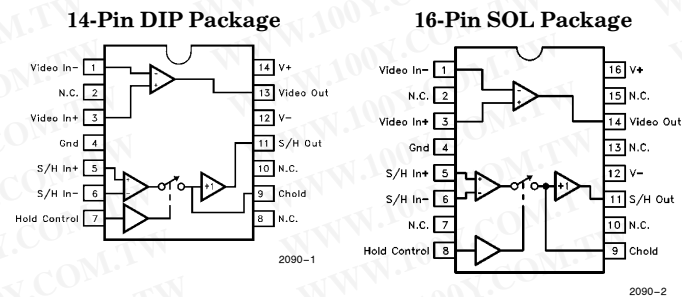 14-Pin DIP Package
16-Pin SOL Package
Video In− 1
N.C. 2
Video In+ 3
Gnd 4
S/H In+ 5
S/H In− 6
Hold Control 7
14 V+
13 Video Out
12 V−
11 S/H Out
10 N.C.
9 Chold
8 N.C.
+1
2090−1
Video In− 1
N.C. 2
Video In+ 3
Gnd 4
S/H In+ 5
S/H In− 6
N.C. 7
Hold Control 8
16 V+
15 N.C.
14 Video Out
13 N.C.
12 V−
11 S/H Out
10 N.C.
9 Chold
+1
2090−2